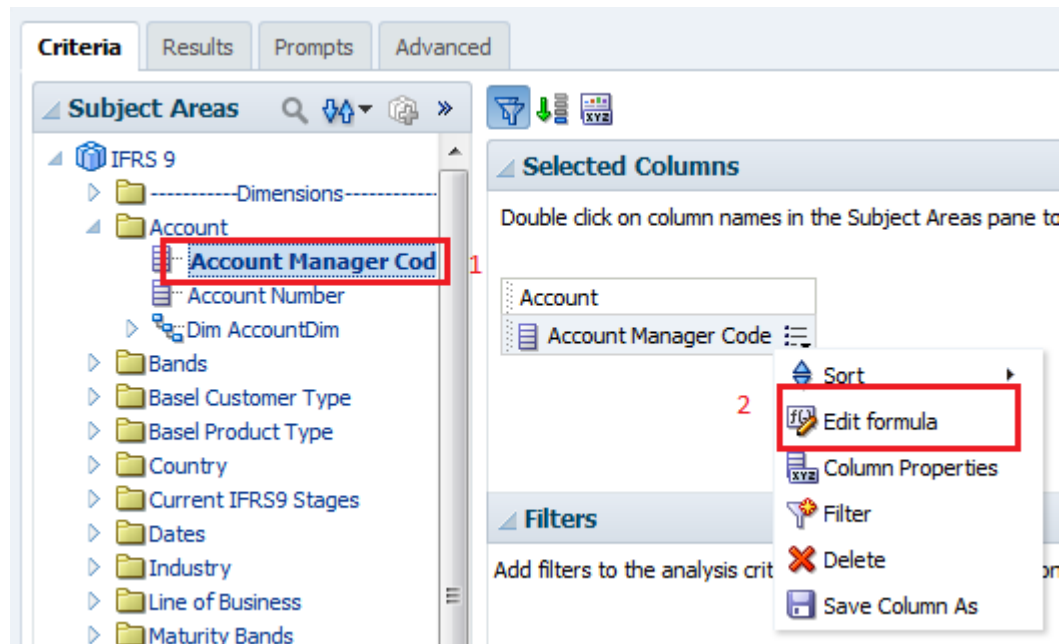 Criteria Results Prompts Advanced
Subject Areas
IFRS 9
-----------Dimensions------------
Account
Account Manager Cod
1
Account Number
Dim AccountDim
Bands
Basel Customer Type
Basel Product Type
Country
Current IFRS9 Stages
Dates
Industry
Line of Business
Maturity Bands
Selected Columns
Double click on column names in the Subject Areas pane to
Account
Account Manager Code
2
Sort
Edit formula
Column Properties
Filter
Delete
Save Column As
Filters
Add filters to the analysis crit